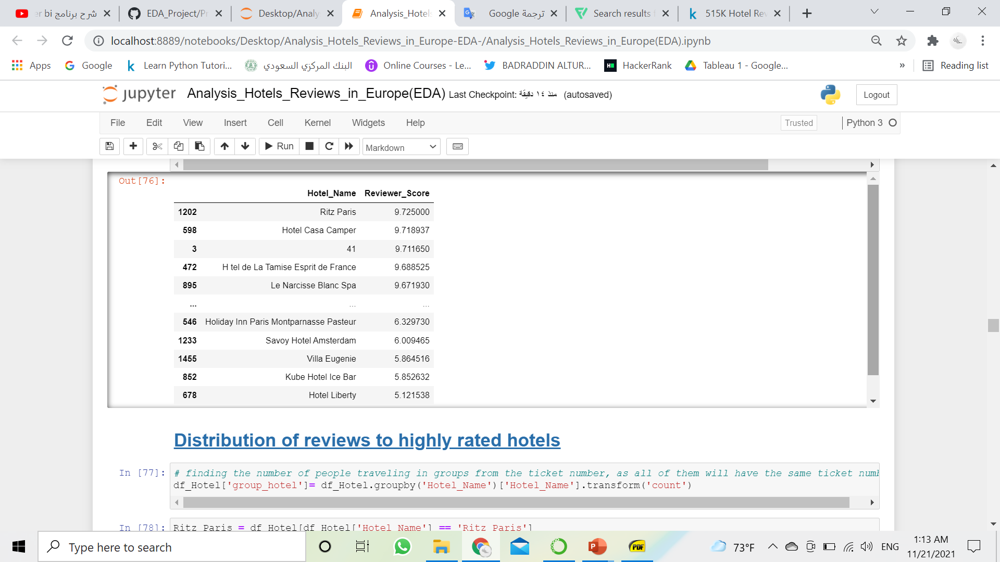 شرح برنامج er bi
EDA_Project/Pr
Desktop/Analy
Analysis_Hotels
ترجمة Google
Search results f
515K Hotel Rev
localhost:8889/notebooks/Desktop/Analysis_Hotels_Reviews_in_Europe-EDA-/Analysis_Hotels_Reviews_in_Europe(EDA).ipynb
Apps
Google
Learn Python Tutori...
البنك المركزي السعودي
Online Courses - Le...
BADRADDIN ALTUR...
HackerRank
Tableau 1 - Google...
»
Reading list
jupyter Analysis_Hotels_Reviews_in_Europe(EDA) Last Checkpoint: منذ ١٤ دقيقة (autosaved)
Logout
File Edit View Insert Cell Kernel Widgets Help
Trusted
Python 3
Run
Markdown
Out[76]:
Hotel_Name Reviewer_Score
1202 Ritz Paris 9.725000
598 Hotel Casa Camper 9.718937
3 41 9.711650
472 H tel de La Tamise Esprit de France 9.688525
895 Le Narcisse Blanc Spa 9.671930
... ... ...
546 Holiday Inn Paris Montparnasse Pasteur 6.329730
1233 Savoy Hotel Amsterdam 6.009465
1455 Villa Eugenie 5.864516
852 Kube Hotel Ice Bar 5.852632
678 Hotel Liberty 5.121538
Distribution of reviews to highly rated hotels
In [77]: # finding the number of people traveling in groups from the ticket number, as all of them will have the same ticket numb
df_Hotel['group_hotel']= df_Hotel.groupby('Hotel_Name')['Hotel_Name'].transform('count')
In [78]: Ritz_Paris = df_Hotel[df_Hotel['Hotel_Name'] == 'Ritz Paris']
Type here to search
PDF
73°F
ENG
1:13 AM
11/21/2021